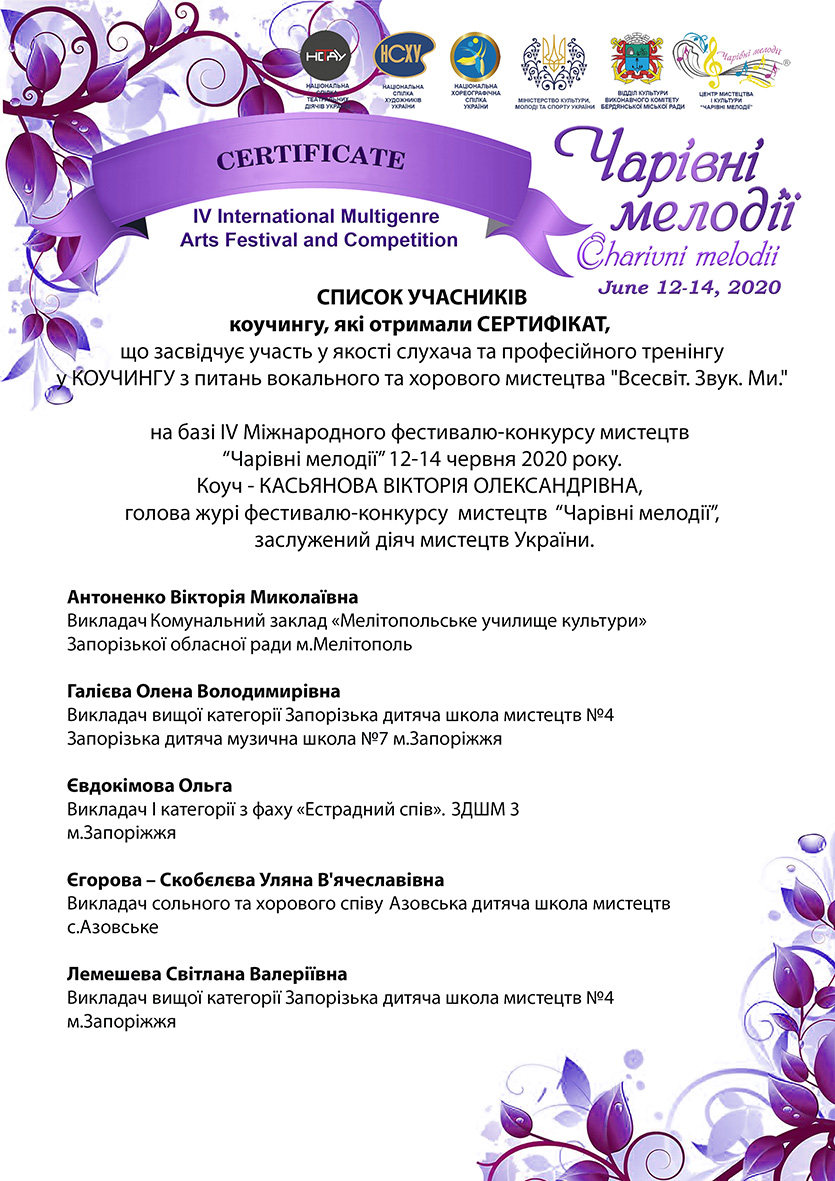 НСТДУ
НАЦІОНАЛЬНА
СПІЛКА
ТЕАТРАЛЬНИХ
ДІЯЧІВ УКРАЇНИ
НСХУ
НАЦІОНАЛЬНА
СПІЛКА
ХУДОЖНИКІВ
УКРАЇНИ
НАЦІОНАЛЬНА
ХОРЕОГРАФІЧНА
СПІЛКА
УКРАЇНИ
МІНІСТЕРСТВО КУЛЬТУРИ,
МОЛОДІ ТА СПОРТУ УКРАЇНИ
ВІДДІЛ КУЛЬТУРИ
ВИКОНАВЧОГО КОМІТЕТУ
БЕРДЯНСЬКОЇ МІСЬКОЇ РАДИ
Чарівні мелодії
®
ЦЕНТР МИСТЕЦТВА
І КУЛЬТУРИ
"ЧАРІВНІ МЕЛОДІЇ"
CERTIFICATE
IV International Multigenre
Arts Festival and Competition
Чарівні
мелодії
Charivni melodii
June 12-14, 2020
СПИСОК УЧАСНИКІВ
коучингу, які отримали СЕРТИФІКАТ,
що засвідчує участь у якості слухача та професійного тренінгу
у КОУЧИНГУ з питань вокального та хорового мистецтва "Всесвіт. Звук. Ми."
на базі IV Міжнародного фестивалю-конкурсу мистецтв
“Чарівні мелодії” 12-14 червня 2020 року.
Коуч - КАСЬЯНОВА ВІКТОРІЯ ОЛЕКСАНДРІВНА,
голова журі фестивалю-конкурсу мистецтв “Чарівні мелодії”,
заслужений діяч мистецтв України.
Антоненко Вікторія Миколаївна
Викладач Комунальний заклад «Мелітопольське училище культури»
Запорізької обласної ради м.Мелітополь
Галієва Олена Володимирівна
Викладач вищої категорії Запорізька дитяча школа мистецтв №4
Запорізька дитяча музична школа №7 м.Запоріжжя
Євдокімова Ольга
Викладач І категорії з фаху «Естрадний спів». ЗДШМ 3
м.Запоріжжя
Єгорова – Скобєлєва Уляна В'ячеславівна
Викладач сольного та хорового співу Азовська дитяча школа мистецтв
с.Азовське
Лемешева Світлана Валеріївна
Викладач вищої категорії Запорізька дитяча школа мистецтв №4
м.Запоріжжя